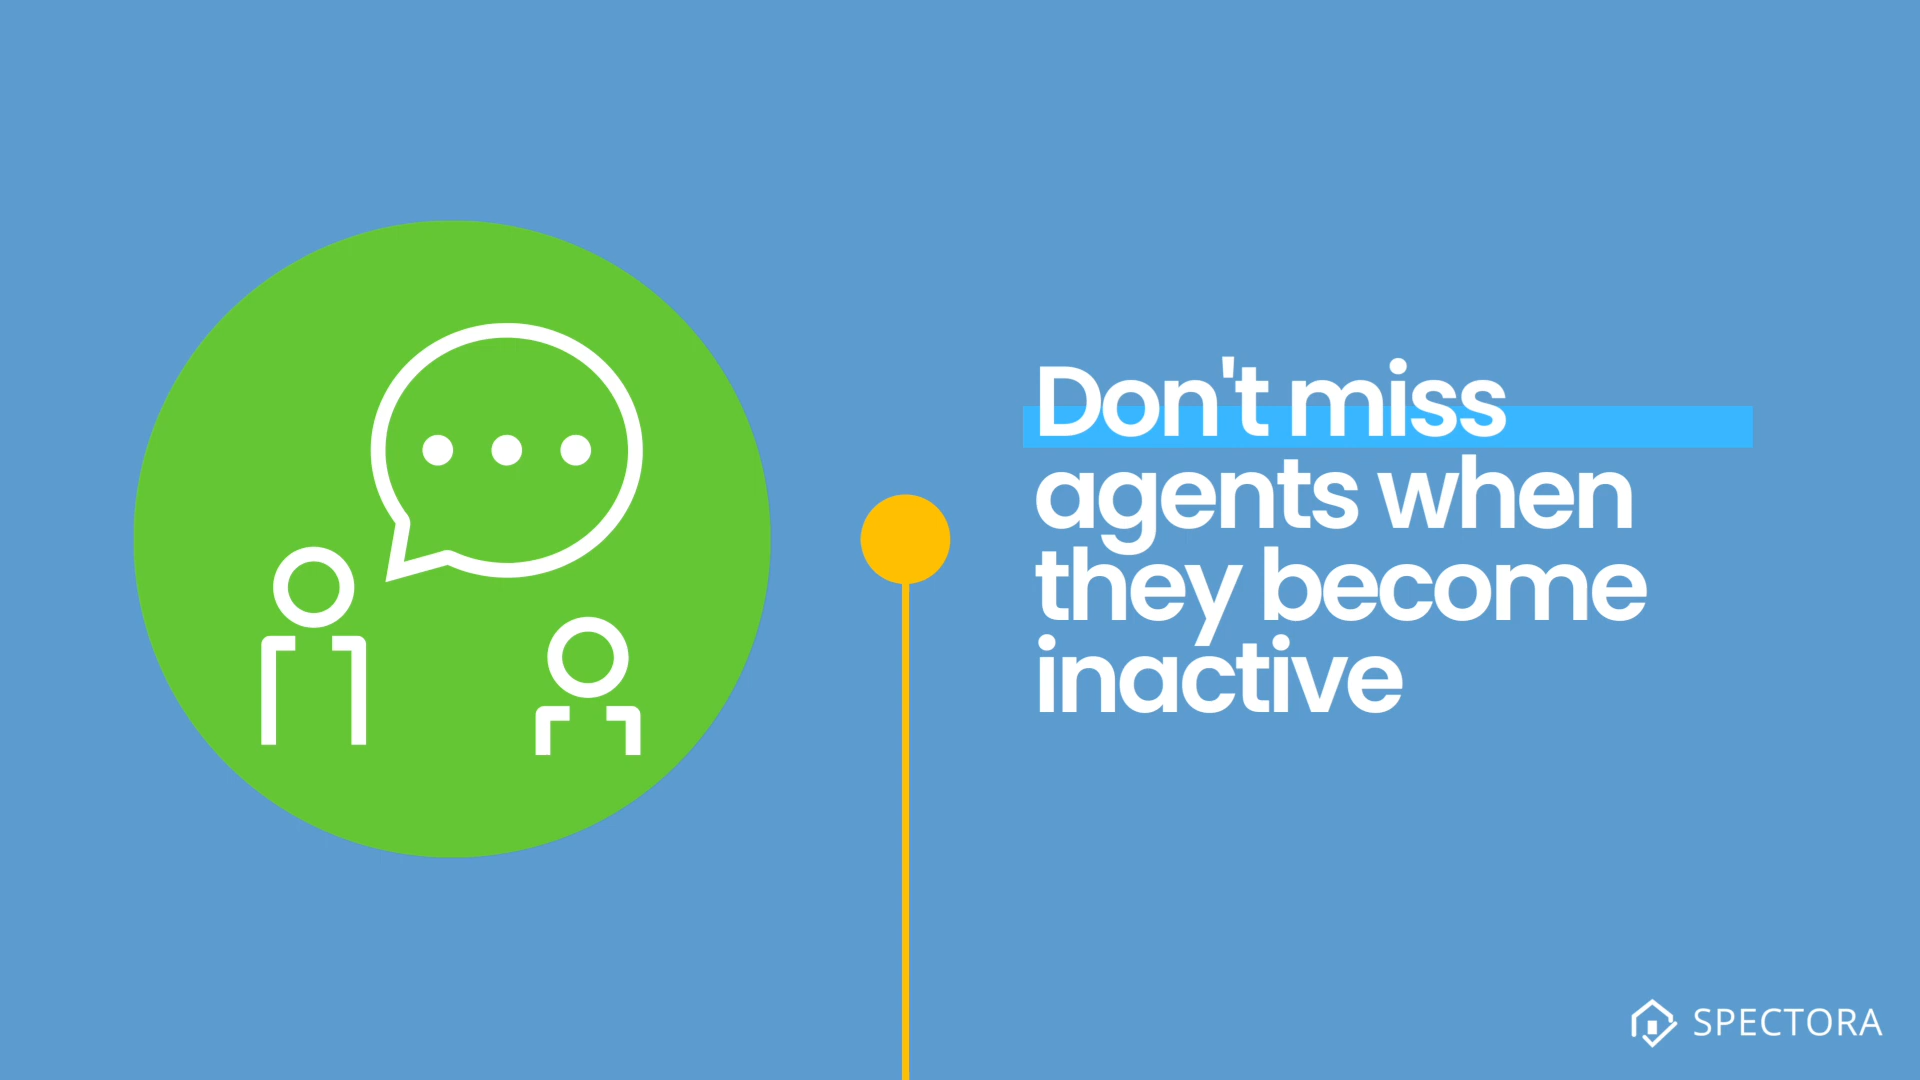 Don't miss
agents when
they become
inactive
SPECTORA